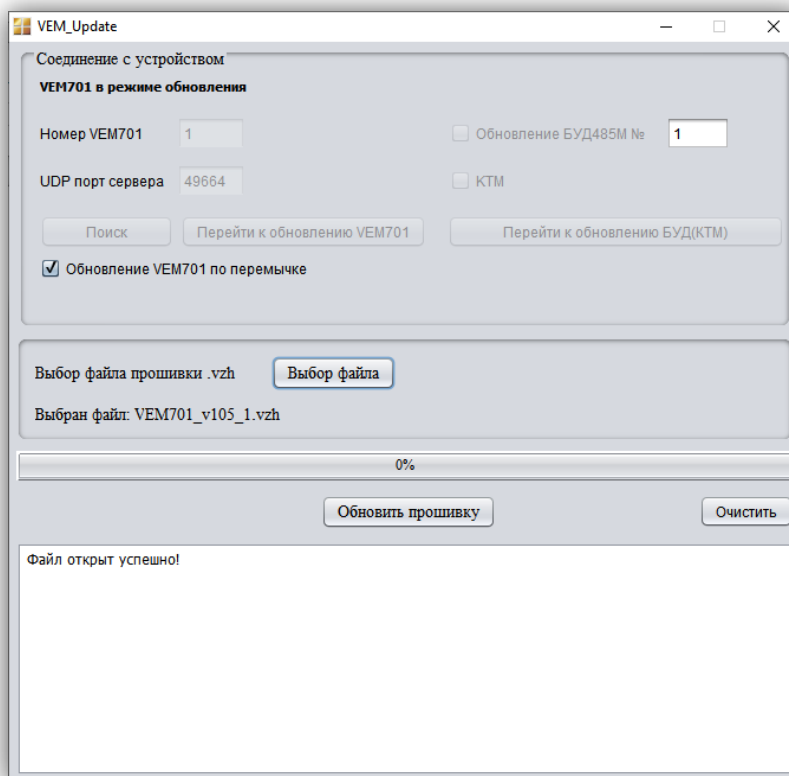 VEM_Update
Соединение с устройством
VEM701 в режиме обновления
Номер VEM701 1 Обновление БУД485М № 1
UDP порт сервера 49664 КТМ
Поиск Перейти к обновлению VEM701 Перейти к обновлению БУД(КТМ)
Обновление VEM701 по перемычке
Выбор файла прошивки .vzh Выбор файла
Выбран файл: VEM701_v105_1.vzh
0%
Обновить прошивку Очистить
Файл открыт успешно!